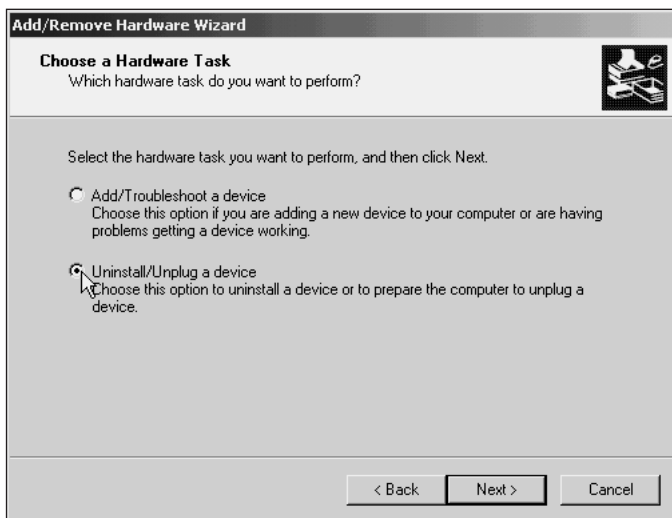 Add/Remove Hardware Wizard
Choose a Hardware Task
Which hardware task do you want to perform?
Select the hardware task you want to perform, and then click Next.
Add/Troubleshoot a device
Choose this option if you are adding a new device to your computer or are having
problems getting a device working.
Uninstall/Unplug a device
Choose this option to uninstall a device or to prepare the computer to unplug a
device.
< Back Next > Cancel